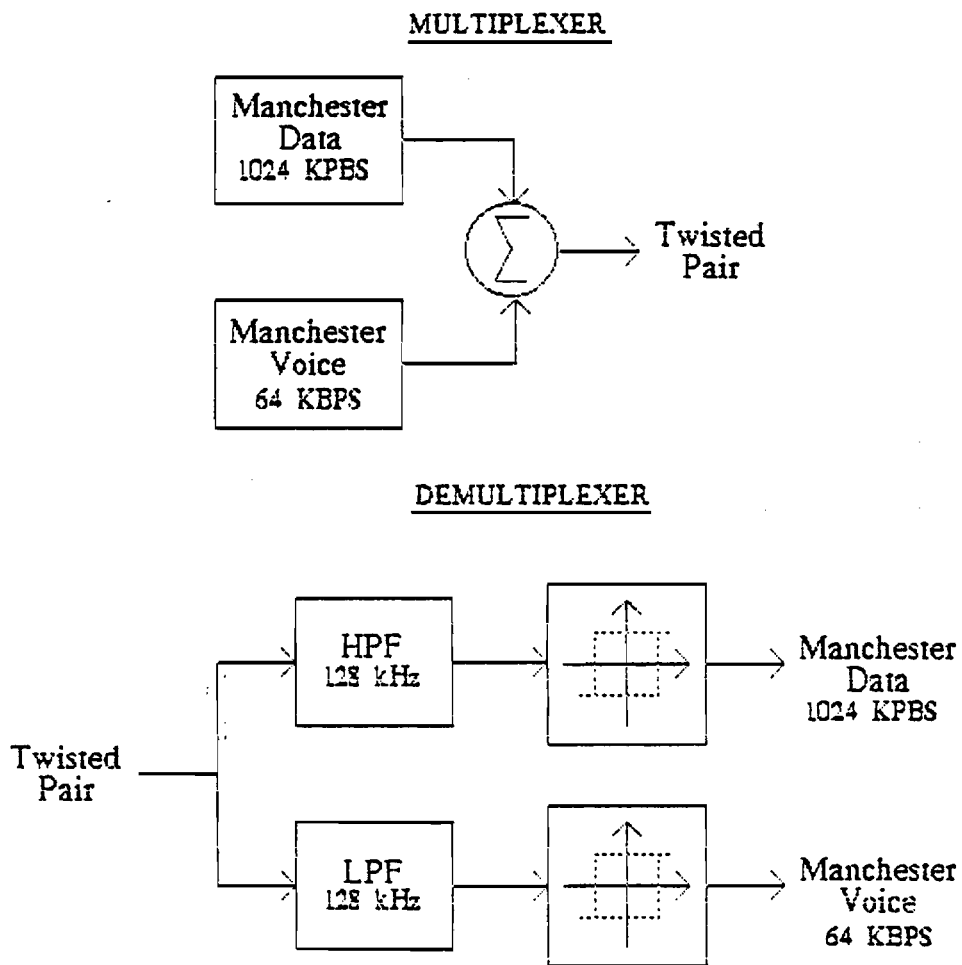 MULTIPLEXER
Manchester
Data
1024 KPBS
Σ
Twisted
Pair
Manchester
Voice
64 KBPS
DEMULTIPLEXER
HPF
128 kHz
Manchester
Data
1024 KPBS
Twisted
Pair
LPF
128 kHz
Manchester
Voice
64 KBPS